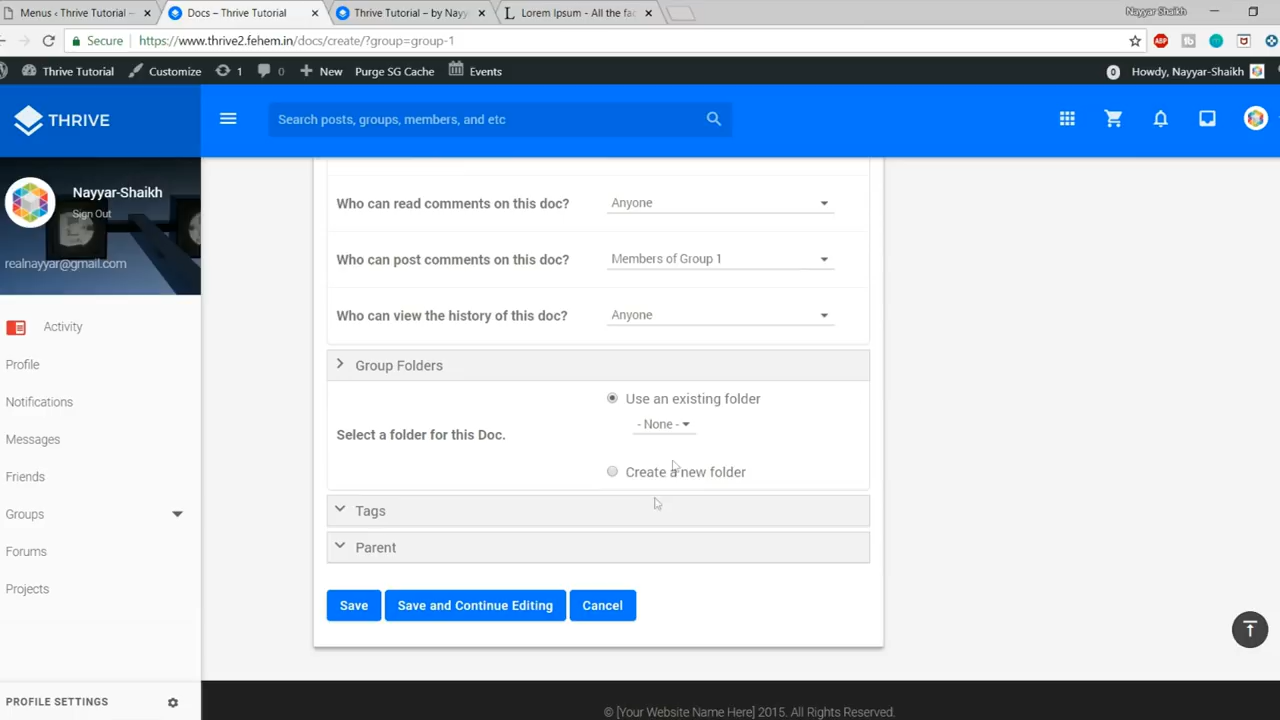 Menus ‹ Thrive Tutorial –
Docs – Thrive Tutorial
Thrive Tutorial – by Nayy
Lorem Ipsum - All the fac
Nayyar Shaikh
Secure
https://www.thrive2.fehem.in/docs/create/?group=group-1
ABP
Thrive Tutorial
Customize
1
0
New
Purge SG Cache
Events
0
Howdy, Nayyar-Shaikh
THRIVE
Search posts, groups, members, and etc
Nayyar-Shaikh
Sign Out
realnayyar@gmail.com
Activity
Profile
Notifications
Messages
Friends
Groups
Forums
Projects
PROFILE SETTINGS
Who can read comments on this doc?
Anyone
Who can post comments on this doc?
Members of Group 1
Who can view the history of this doc?
Anyone
Group Folders
Select a folder for this Doc.
Use an existing folder
- None -
Create a new folder
Tags
Parent
Save
Save and Continue Editing
Cancel
© [Your Website Name Here] 2015. All Rights Reserved.